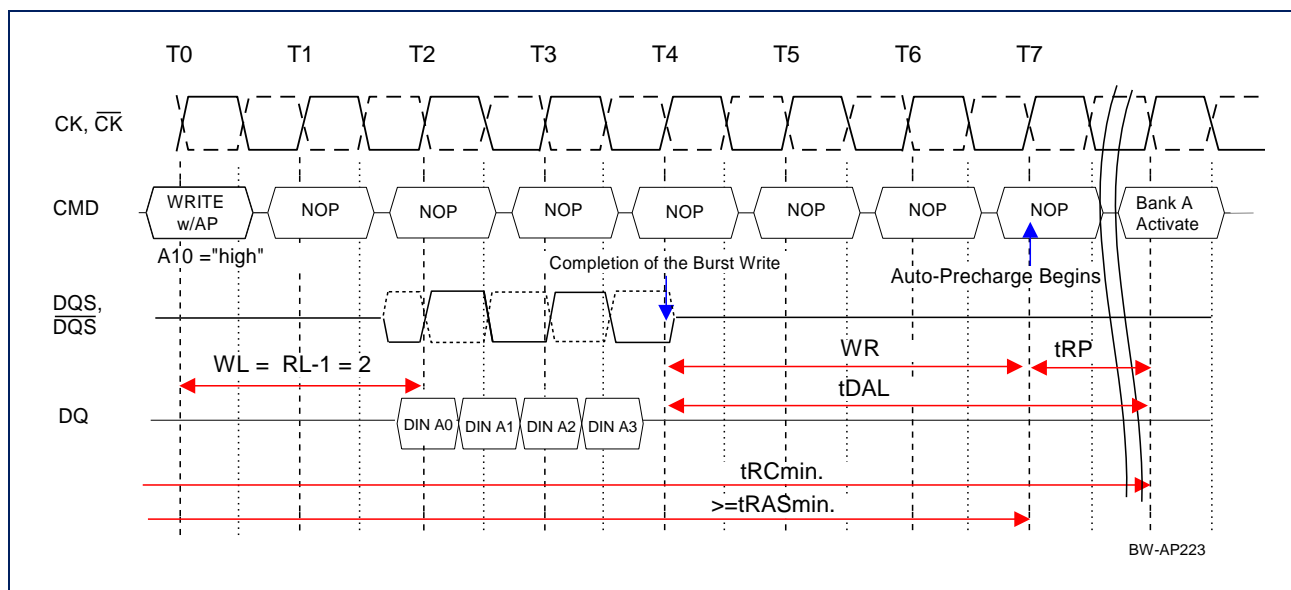 T0 T1 T2 T3 T4 T5 T6 T7
CK, CK
CMD
WRITE
w/AP
NOP NOP NOP NOP NOP NOP NOP
Bank A
Activate
A10 ="high"
Completion of the Burst Write
Auto-Precharge Begins
DQS,
DQS
WL = RL-1 = 2
WR
tRP
tDAL
DQ
DIN A0 DIN A1 DIN A2 DIN A3
tRCmin.
>=tRASmin.
BW-AP223